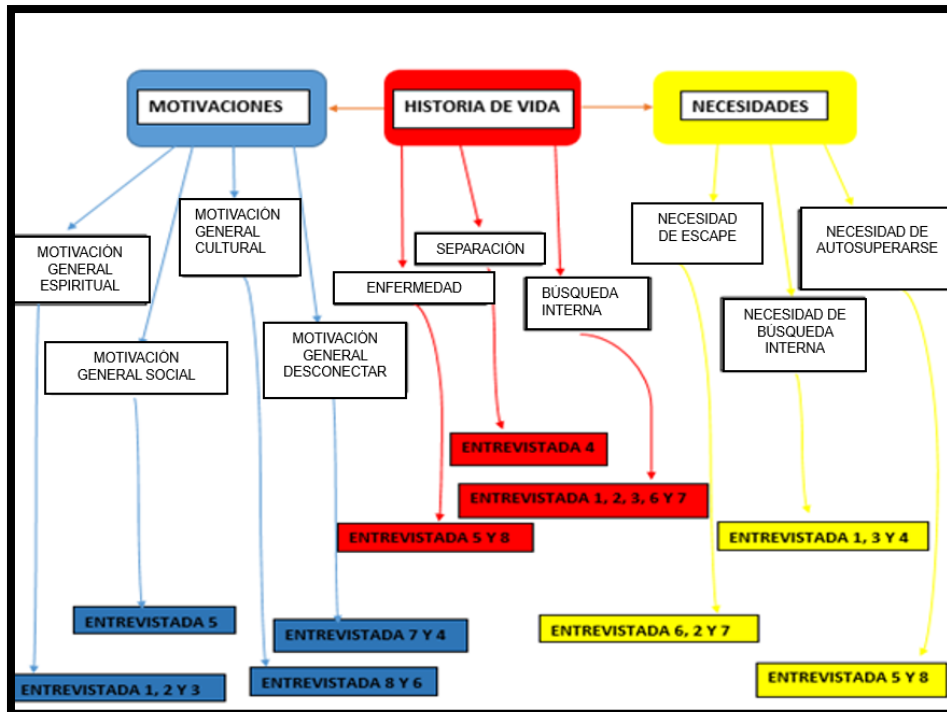 MOTIVACIONES
HISTORIA DE VIDA
NECESIDADES
MOTIVACIÓN
GENERAL
ESPIRITUAL
MOTIVACIÓN
GENERAL
CULTURAL
MOTIVACIÓN
GENERAL SOCIAL
MOTIVACIÓN
GENERAL
DESCONECTAR
ENFERMEDAD
SEPARACIÓN
BÚSQUEDA
INTERNA
NECESIDAD
DE ESCAPE
NECESIDAD DE
BÚSQUEDA
INTERNA
NECESIDAD DE
AUTOSUPERARSE
ENTREVISTADA 4
ENTREVISTADA 1, 2, 3, 6 Y 7
ENTREVISTADA 5 Y 8
ENTREVISTADA 1, 3 Y 4
ENTREVISTADA 5
ENTREVISTADA 7 Y 4
ENTREVISTADA 6, 2 Y 7
ENTREVISTADA 1, 2 Y 3
ENTREVISTADA 8 Y 6
ENTREVISTADA 5 Y 8